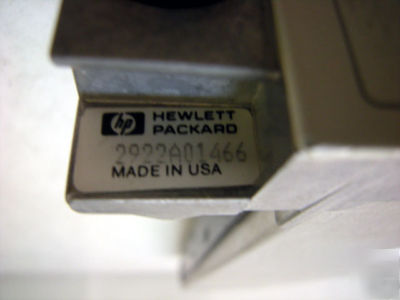 hp HEWLETT
PACKARD
2922A01466
MADE IN USA